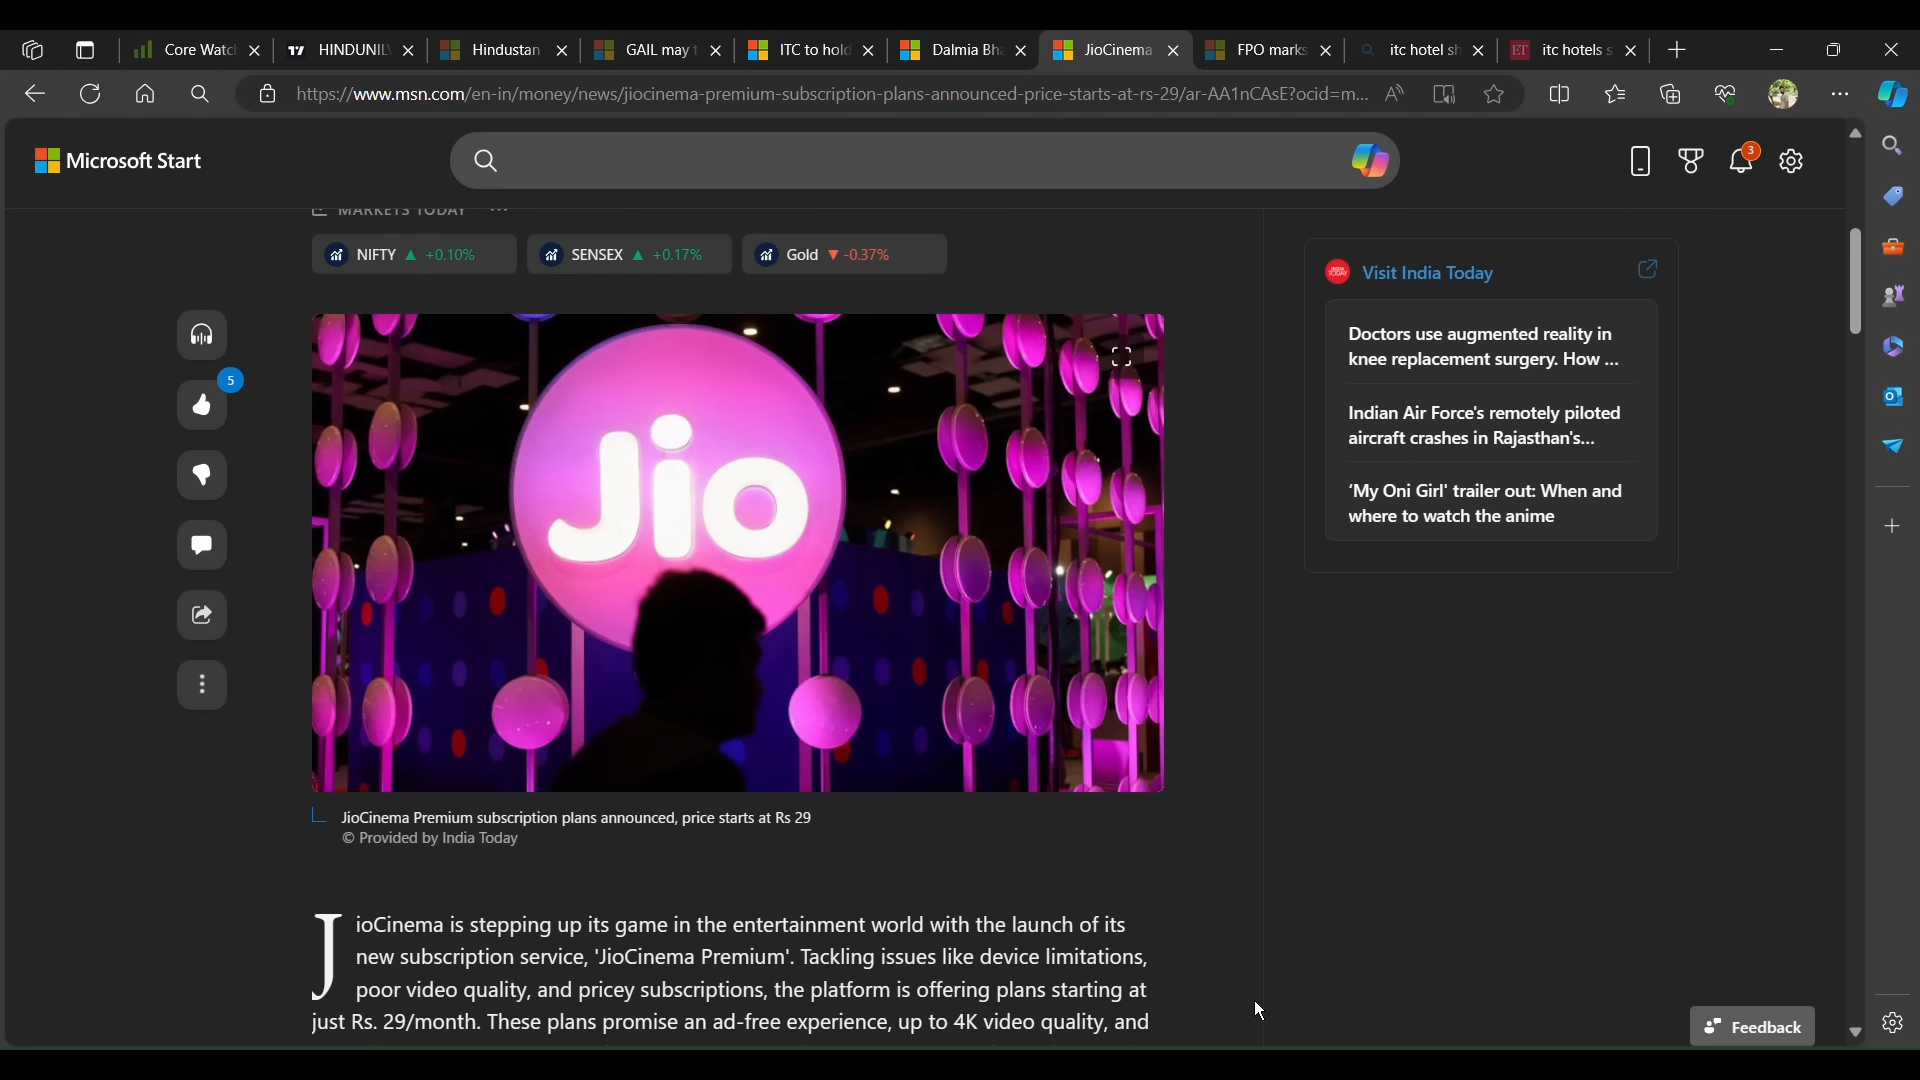 Core Watc
HINDUNIL
Hindustan
GAIL may t
ITC to hold
Dalmia Bha
JioCinema
FPO marks
itc hotel sh
ET
itc hotels s
https://www.msn.com/en-in/money/news/jiocinema-premium-subscription-plans-announced-price-starts-at-rs-29/ar-AA1nCAsE?ocid=m...
Microsoft Start
3
MARKETS TODAY ...
NIFTY ▲ +0.10%
SENSEX ▲ +0.17%
Gold ▼ -0.37%
5
Jio
JioCinema Premium subscription plans announced, price starts at Rs 29
© Provided by India Today
JioCinema is stepping up its game in the entertainment world with the launch of its
new subscription service, 'JioCinema Premium'. Tackling issues like device limitations,
poor video quality, and pricey subscriptions, the platform is offering plans starting at
just Rs. 29/month. These plans promise an ad-free experience, up to 4K video quality, and
Visit India Today
Doctors use augmented reality in
knee replacement surgery. How ...
Indian Air Force's remotely piloted
aircraft crashes in Rajasthan's...
‘My Oni Girl' trailer out: When and
where to watch the anime
Feedback